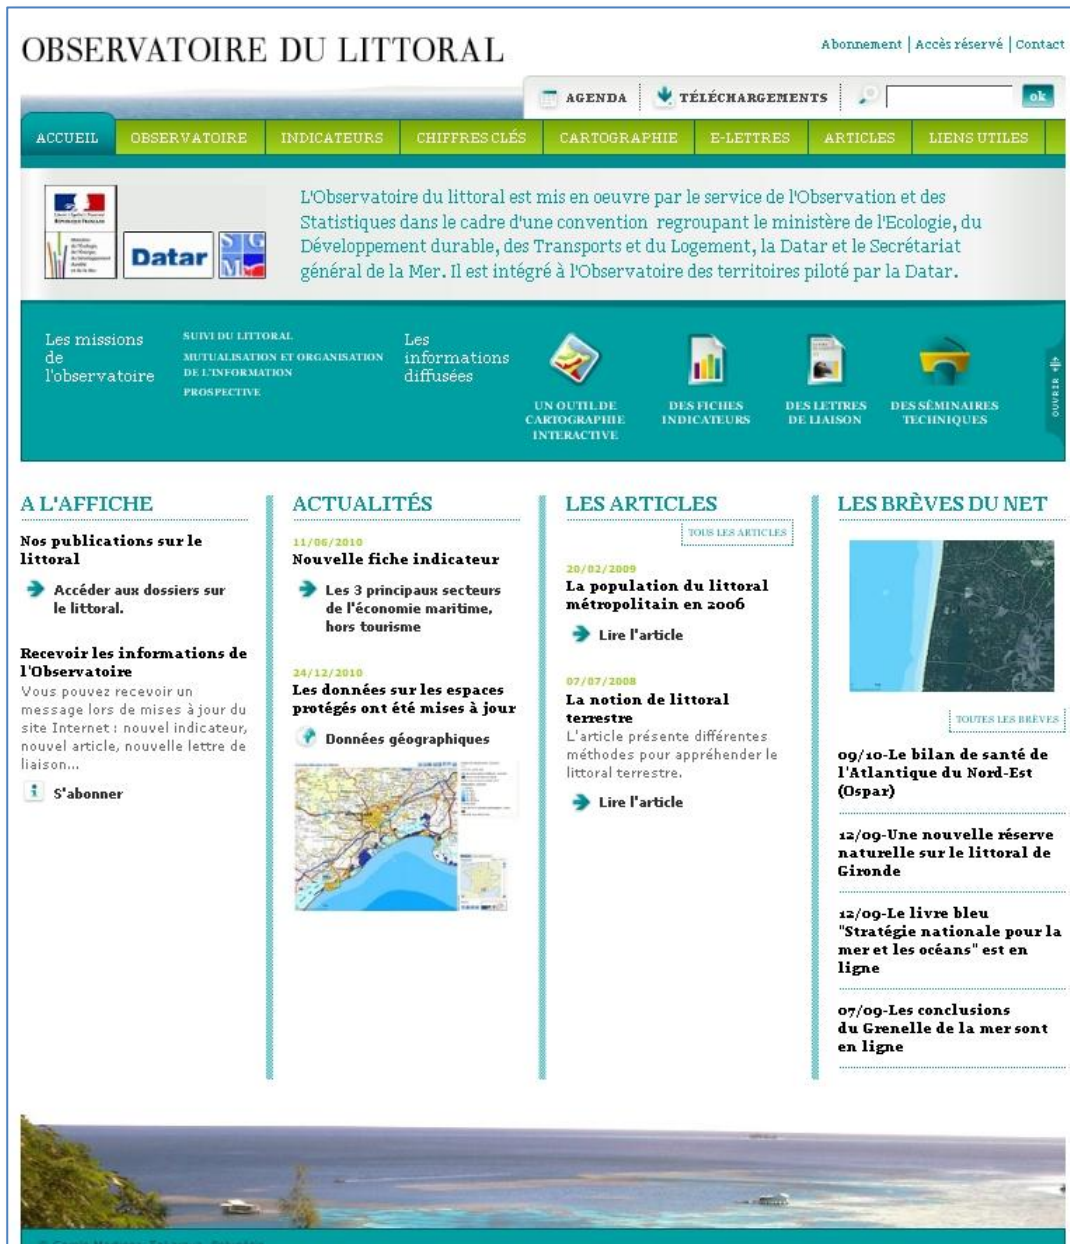 OBSERVATOIRE DU LITTORAL
Abonnement | Accès réservé | Contact
AGENDA
TÉLÉCHARGEMENTS
ok
ACCUEIL
OBSERVATOIRE
INDICATEURS
CHIFFRES CLÉS
CARTOGRAPHIE
E-LETTRES
ARTICLES
LIENS UTILES
Datar
S G
M
L'Observatoire du littoral est mis en oeuvre par le service de l'Observation et des
Statistiques dans le cadre d'une convention regroupant le ministère de l'Ecologie, du
Développement durable, des Transports et du Logement, la Datar et le Secrétariat
général de la Mer. Il est intégré à l'Observatoire des territoires piloté par la Datar.
Les missions
de
l'observatoire
SUIVI DU LITTORAL
MUTUALISATION ET ORGANISATION
DE L'INFORMATION
PROSPECTIVE
Les
informations
diffusées
UN OUTIL DE
CARTOGRAPHIE
INTERACTIVE
DES FICHES
INDICATEURS
DES LETTRES
DE LIAISON
DES SÉMINAIRES
TECHNIQUES
OUVRIR
A L'AFFICHE
Nos publications sur le
littoral
Accéder aux dossiers sur
le littoral.
Recevoir les informations de
l'Observatoire
Vous pouvez recevoir un
message lors de mises à jour du
site Internet : nouvel indicateur,
nouvel article, nouvelle lettre de
liaison...
S'abonner
ACTUALITÉS
11/06/2010
Nouvelle fiche indicateur
Les 3 principaux secteurs
de l'économie maritime,
hors tourisme
24/12/2010
Les données sur les espaces
protégés ont été mises à jour
Données géographiques
LES ARTICLES
TOUS LES ARTICLES
20/02/2009
La population du littoral
métropolitain en 2006
Lire l'article
07/07/2008
La notion de littoral
terrestre
L'article présente différentes
méthodes pour appréhender le
littoral terrestre.
Lire l'article
LES BRÈVES DU NET
TOUTES LES BRÈVES
09/10-Le bilan de santé de
l'Atlantique du Nord-Est
(Ospar)
12/09-Une nouvelle réserve
naturelle sur le littoral de
Gironde
12/09-Le livre bleu
"Stratégie nationale pour la
mer et les océans" est en
ligne
07/09-Les conclusions
du Grenelle de la mer sont
en ligne